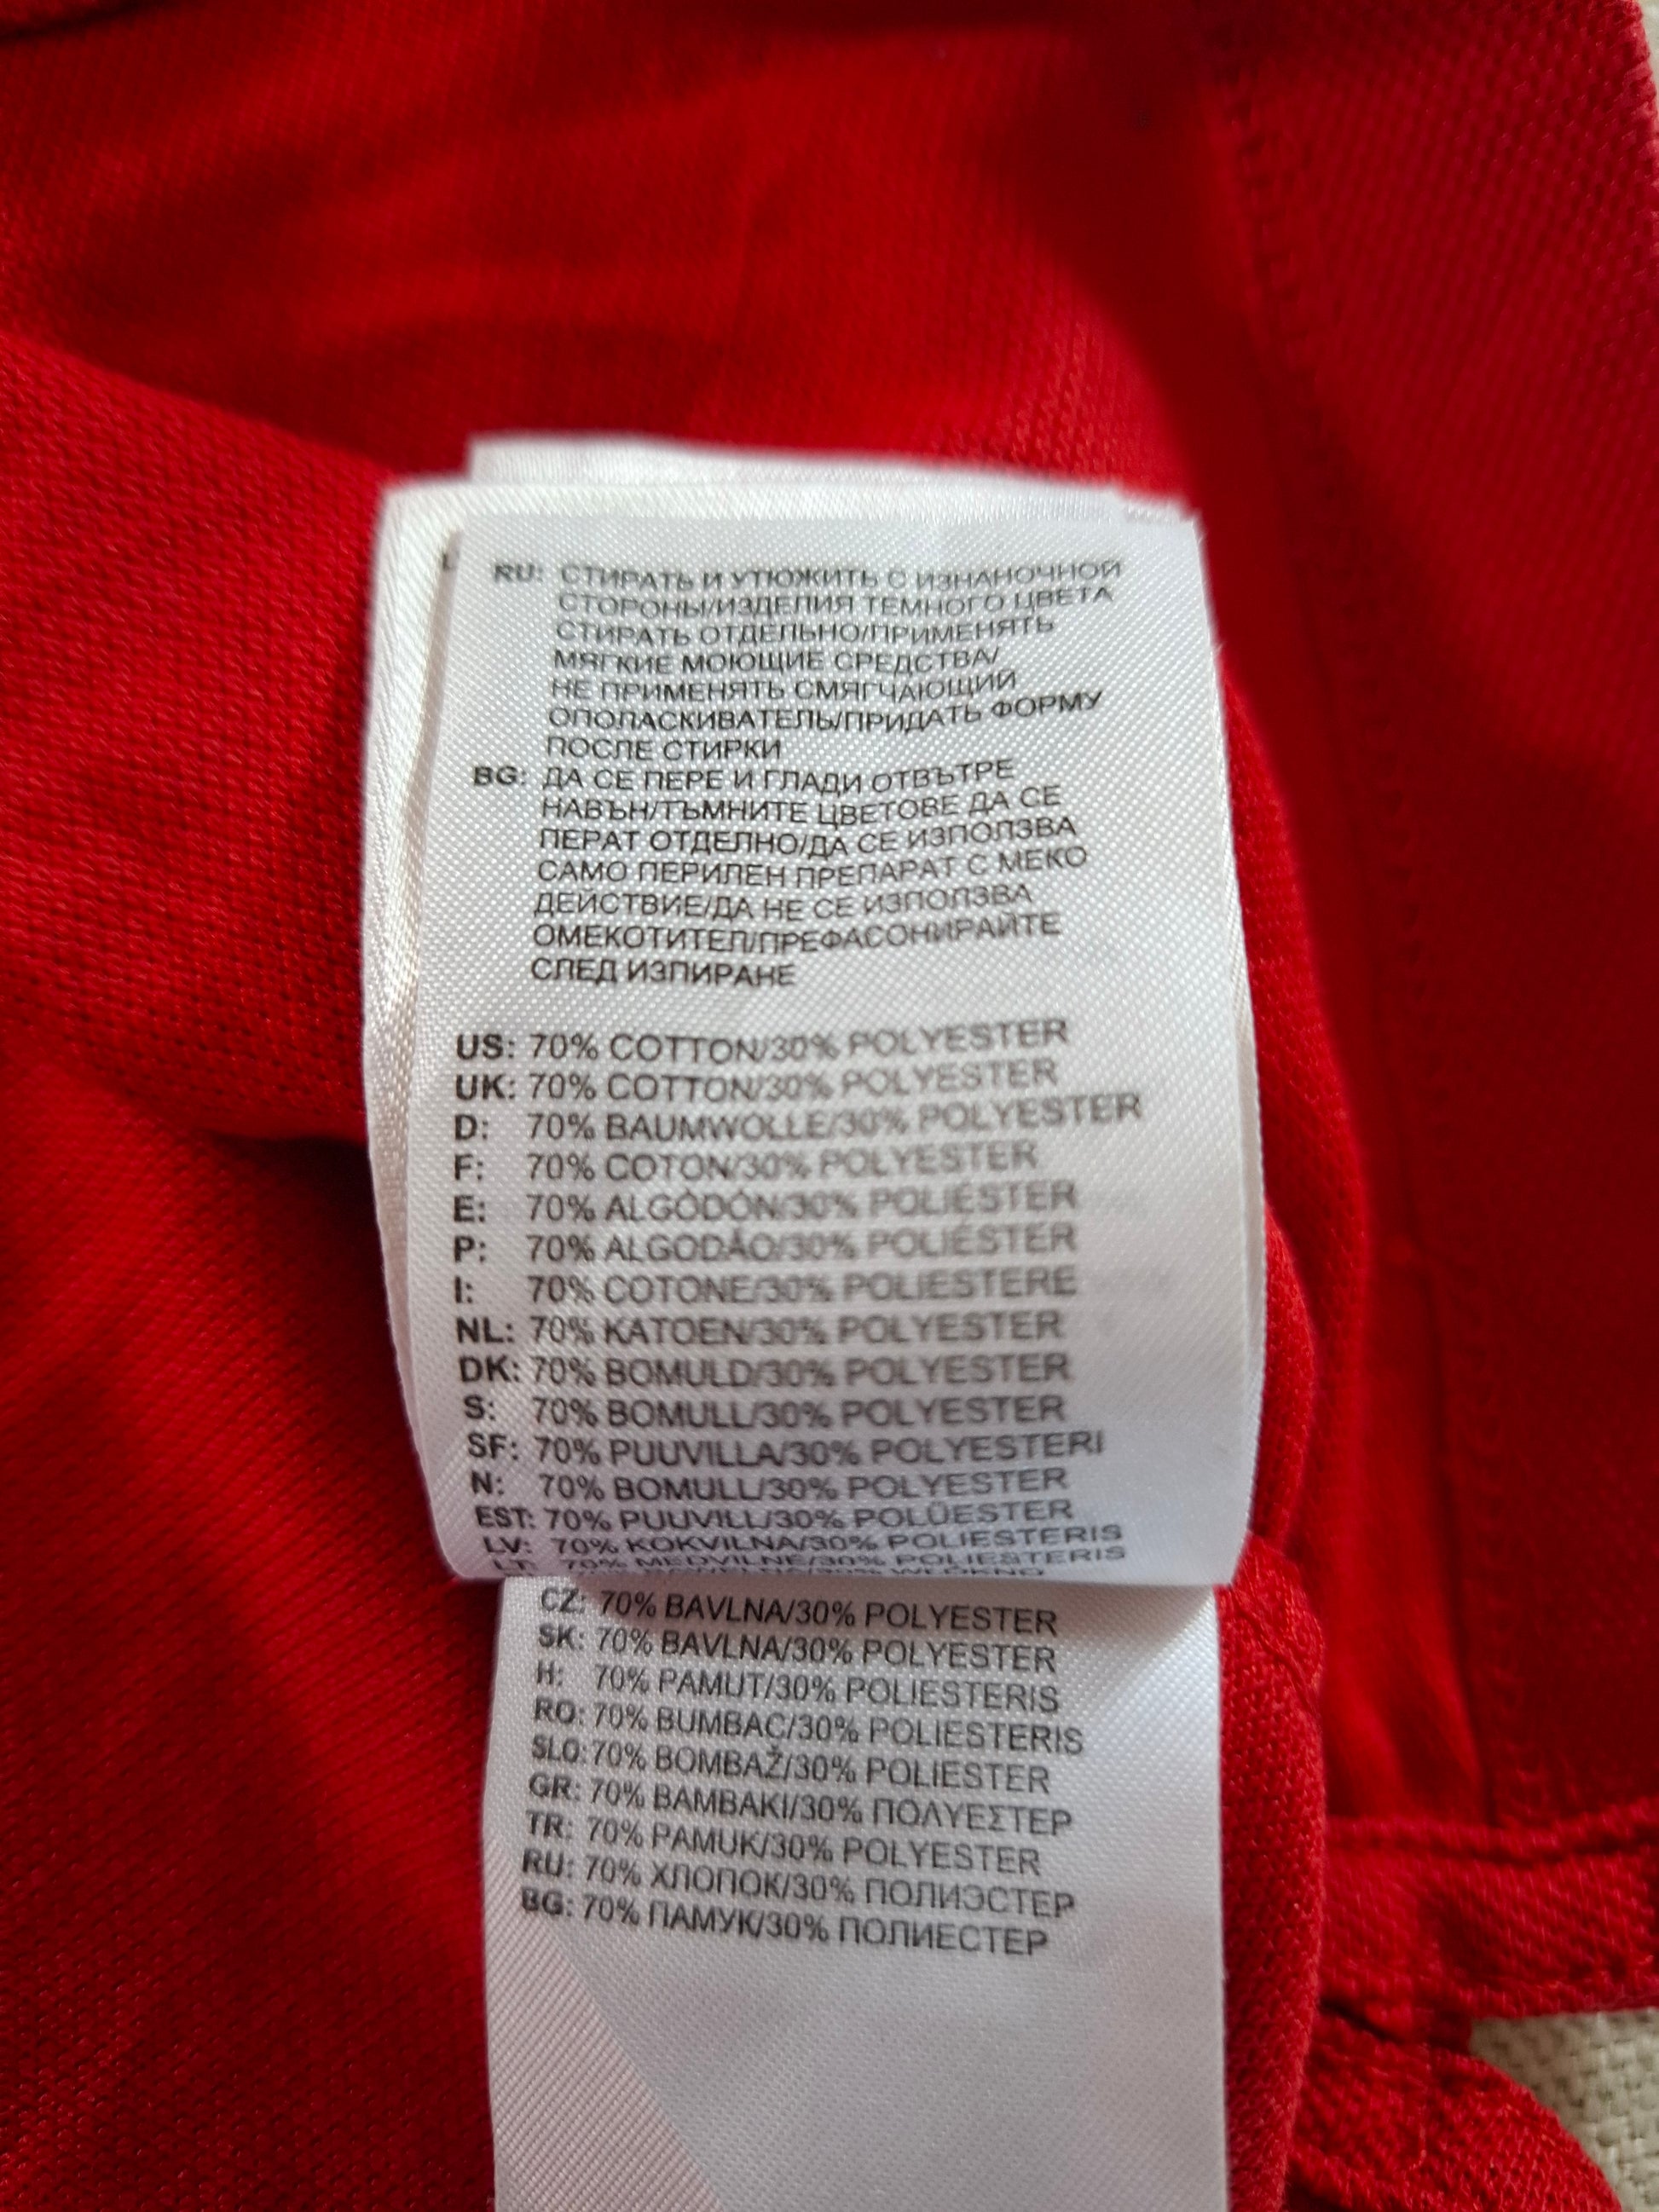 RU: СТИРАТЬ И УТЮЖИТЬ С ИЗНАНОЧНОЙ
СТОРОНЫ/ИЗДЕЛИЯ ТЕМНОГО ЦВЕТА
СТИРАТЬ ОТДЕЛЬНО/ПРИМЕНЯТЬ
МЯГКИЕ МОЮЩИЕ СРЕДСТВА/
НЕ ПРИМЕНЯТЬ СМЯГЧАЮЩИЙ
ОПОЛАСКИВАТЕЛЬ/ПРИДАТЬ ФОРМУ
ПОСЛЕ СТИРКИ
BG: ДА СЕ ПЕРЕ И ГЛАДИ ОТВЪТРЕ
НАВЪН/ТЪМНИТЕ ЦВЕТОВЕ ДА СЕ
ПЕРАТ ОТДЕЛНО/ДА СЕ ИЗПОЛЗВА
САМО ПЕРИЛЕН ПРЕПАРАТ С МЕКО
ДЕЙСТВИЕ/ДА НЕ СЕ ИЗПОЛЗВА
ОМЕКОТИТЕЛ/ПРЕФАСОНИРАЙТЕ
СЛЕД ИЗПИРАНЕ
US: 70% COTTON/30% POLYESTER
UK: 70% COTTON/30% POLYESTER
D: 70% BAUMWOLLE/30% POLYESTER
F: 70% COTON/30% POLYESTER
E: 70% ALGÓDÓN/30% POLIÉSTER
P: 70% ALGODÃO/30% POLIÉSTER
I: 70% COTONE/30% POLIESTERE
NL: 70% KATOEN/30% POLYESTER
DK: 70% BOMULD/30% POLYESTER
S: 70% BOMULL/30% POLYESTER
SF: 70% PUUVILLA/30% POLYESTERI
N: 70% BOMULL/30% POLYESTER
EST: 70% PUUVILL/30% POLÜESTER
LV: 70% KOKVILNA/30% POLIESTERIS
LT: 70% MEDVILNE/30% POLIESTERIS
CZ: 70% BAVLNA/30% POLYESTER
SK: 70% BAVLNA/30% POLYESTER
H: 70% PAMUT/30% POLIESTERIS
RO: 70% BUMBAC/30% POLIESTERIS
SLO: 70% BOMBAŽ/30% POLIESTER
GR: 70% BAMBAKI/30% ΠΟΛΥΕΣΤΕΡ
TR: 70% PAMUK/30% POLYESTER
RU: 70% ХЛОПОК/30% ПОЛИЭСТЕР
BG: 70% ПАМУК/30% ПОЛИЕСТЕР